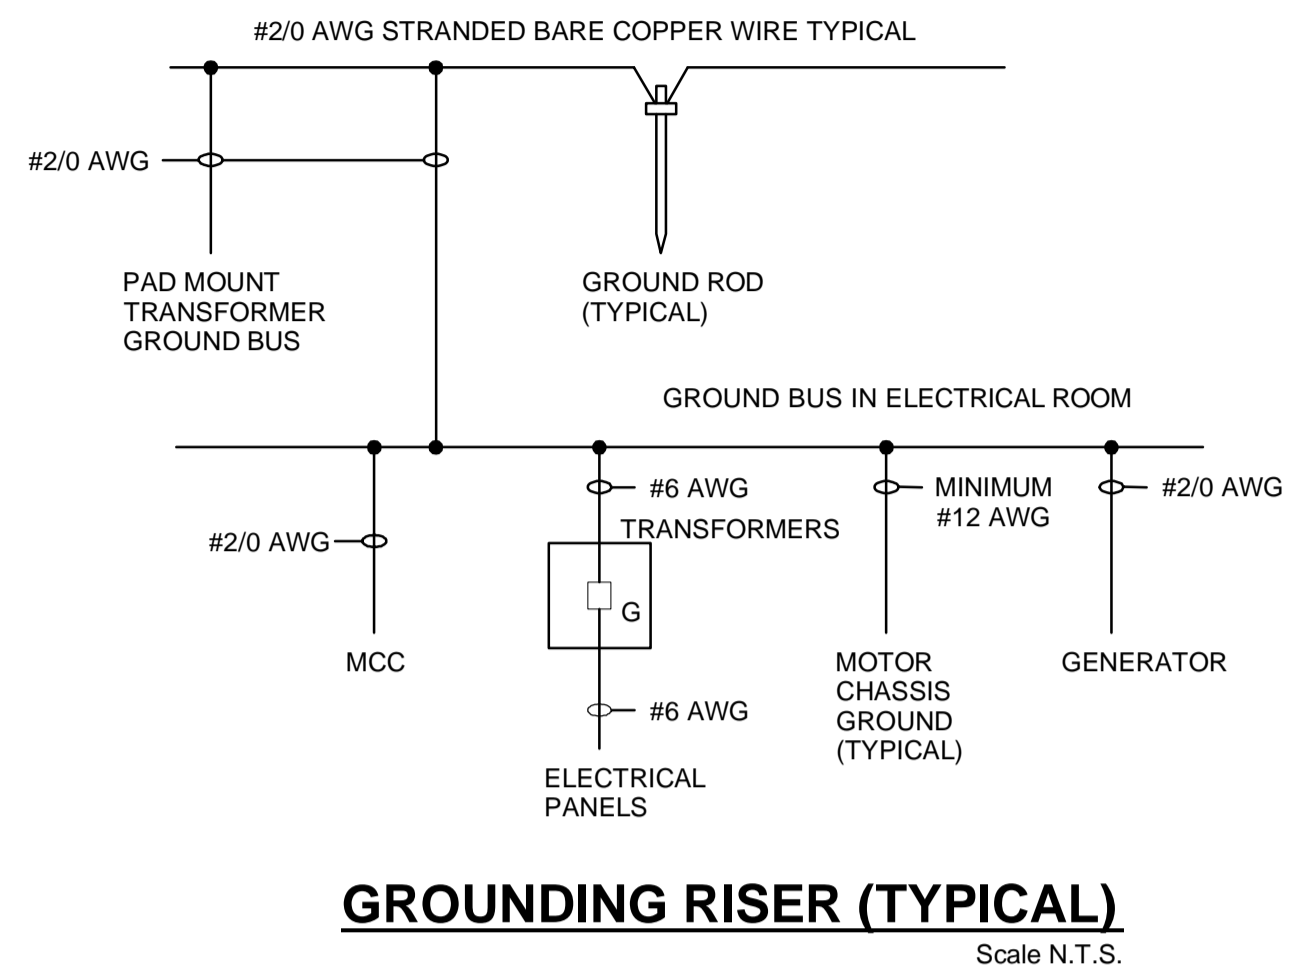 #2/0 AWG STRANDED BARE COPPER WIRE TYPICAL
#2/0 AWG
PAD MOUNT
TRANSFORMER
GROUND BUS
GROUND ROD
(TYPICAL)
GROUND BUS IN ELECTRICAL ROOM
#2/0 AWG
MCC
#6 AWG
TRANSFORMERS
G
#6 AWG
ELECTRICAL
PANELS
MINIMUM
#12 AWG
MOTOR
CHASSIS
GROUND
(TYPICAL)
#2/0 AWG
GENERATOR
GROUNDING RISER (TYPICAL)
Scale N.T.S.